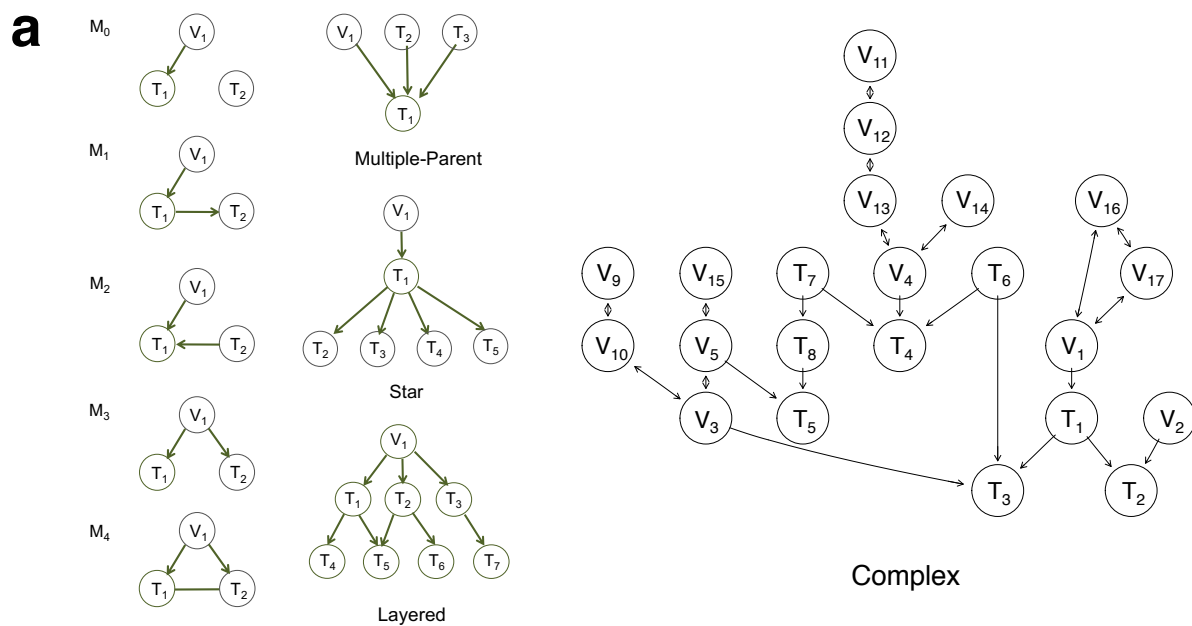 a
M0
V1
T1
T2
M1
V1
T1
T2
M2
V1
T1
T2
M3
V1
T1
T2
M4
V1
T1
T2
V1
T2
T3
T1
Multiple-Parent
V1
T1
T2
T3
T4
T5
Star
V1
T1
T2
T3
T4
T5
T6
T7
Layered
V11
V12
V13
V14
V16
V9
V15
T7
V4
T6
V17
V10
V5
T8
T4
V1
V3
T5
T1
V2
T3
T2
Complex